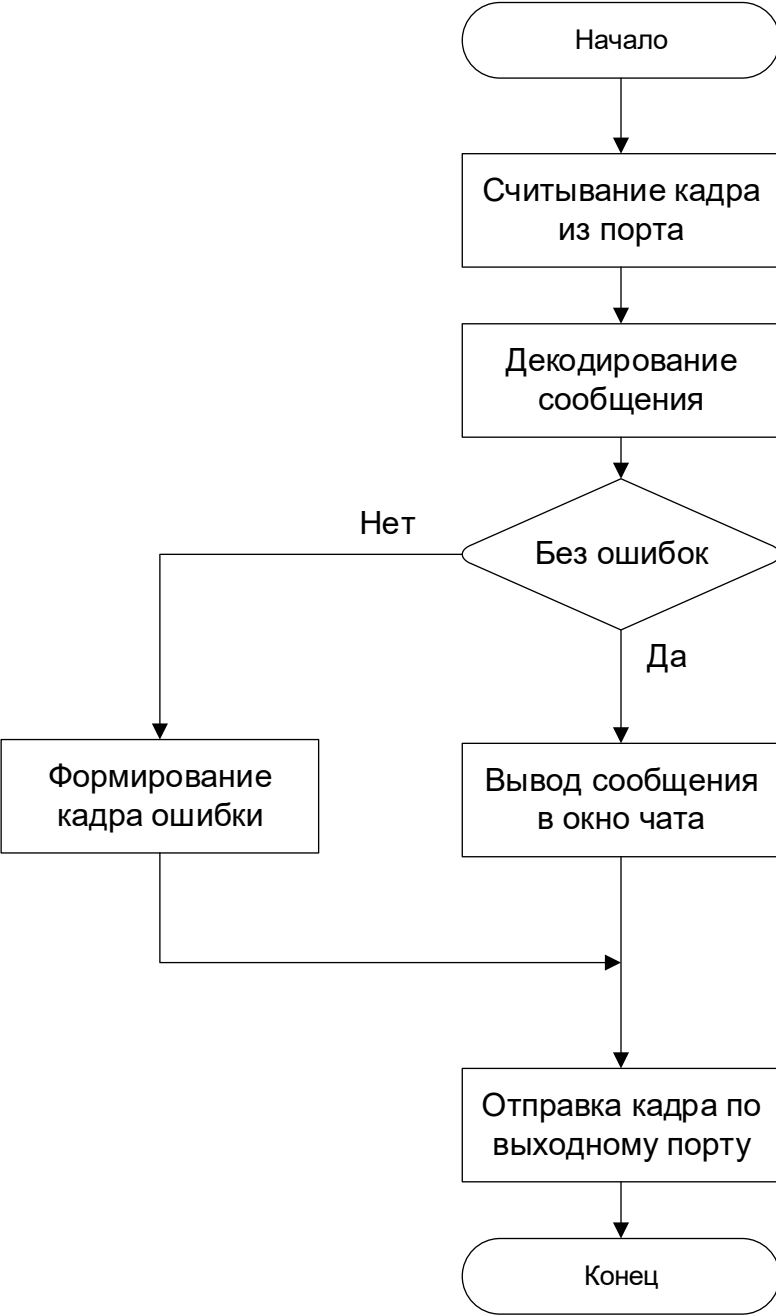 Начало
Считывание кадра
из порта
Декодирование
сообщения
Нет
Без ошибок
Да
Формирование
кадра ошибки
Вывод сообщения
в окно чата
Отправка кадра по
выходному порту
Конец